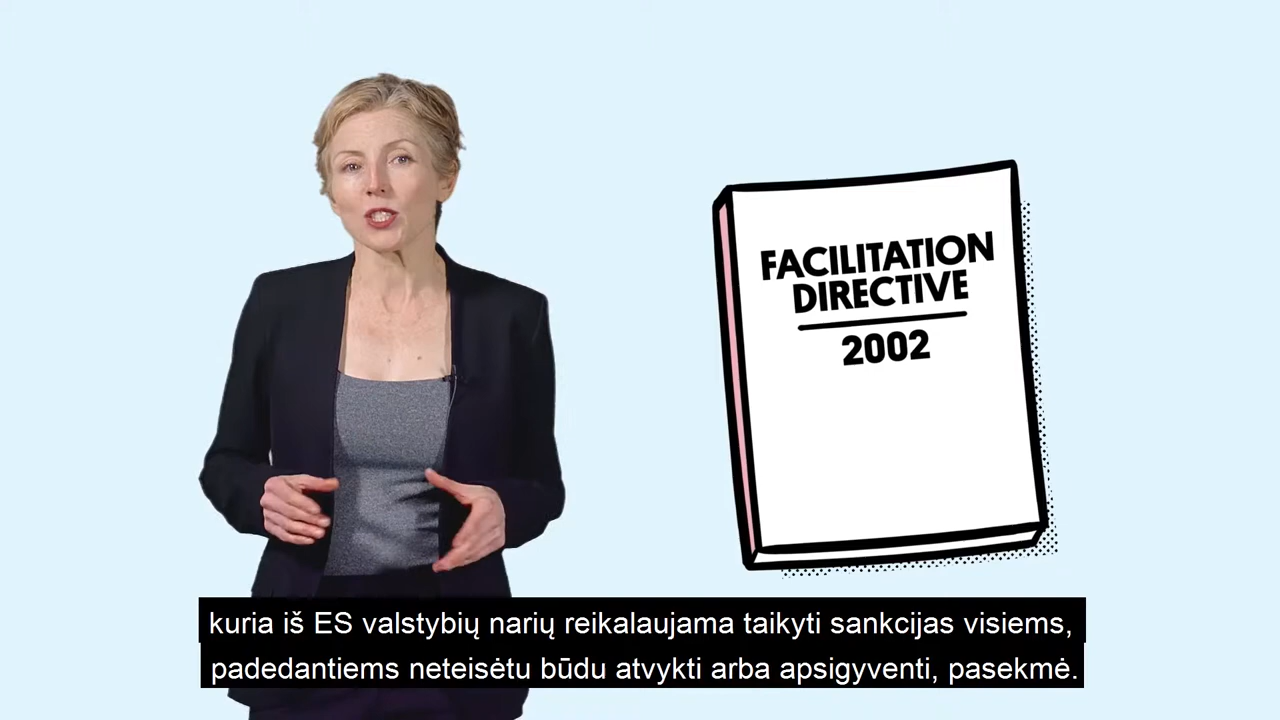 FACILITATION
DIRECTIVE
2002
kuria iš ES valstybių narių reikalaujama taikyti sankcijas visiems,
padedantiems neteisėtu būdu atvykti arba apsigyventi, pasekmė.